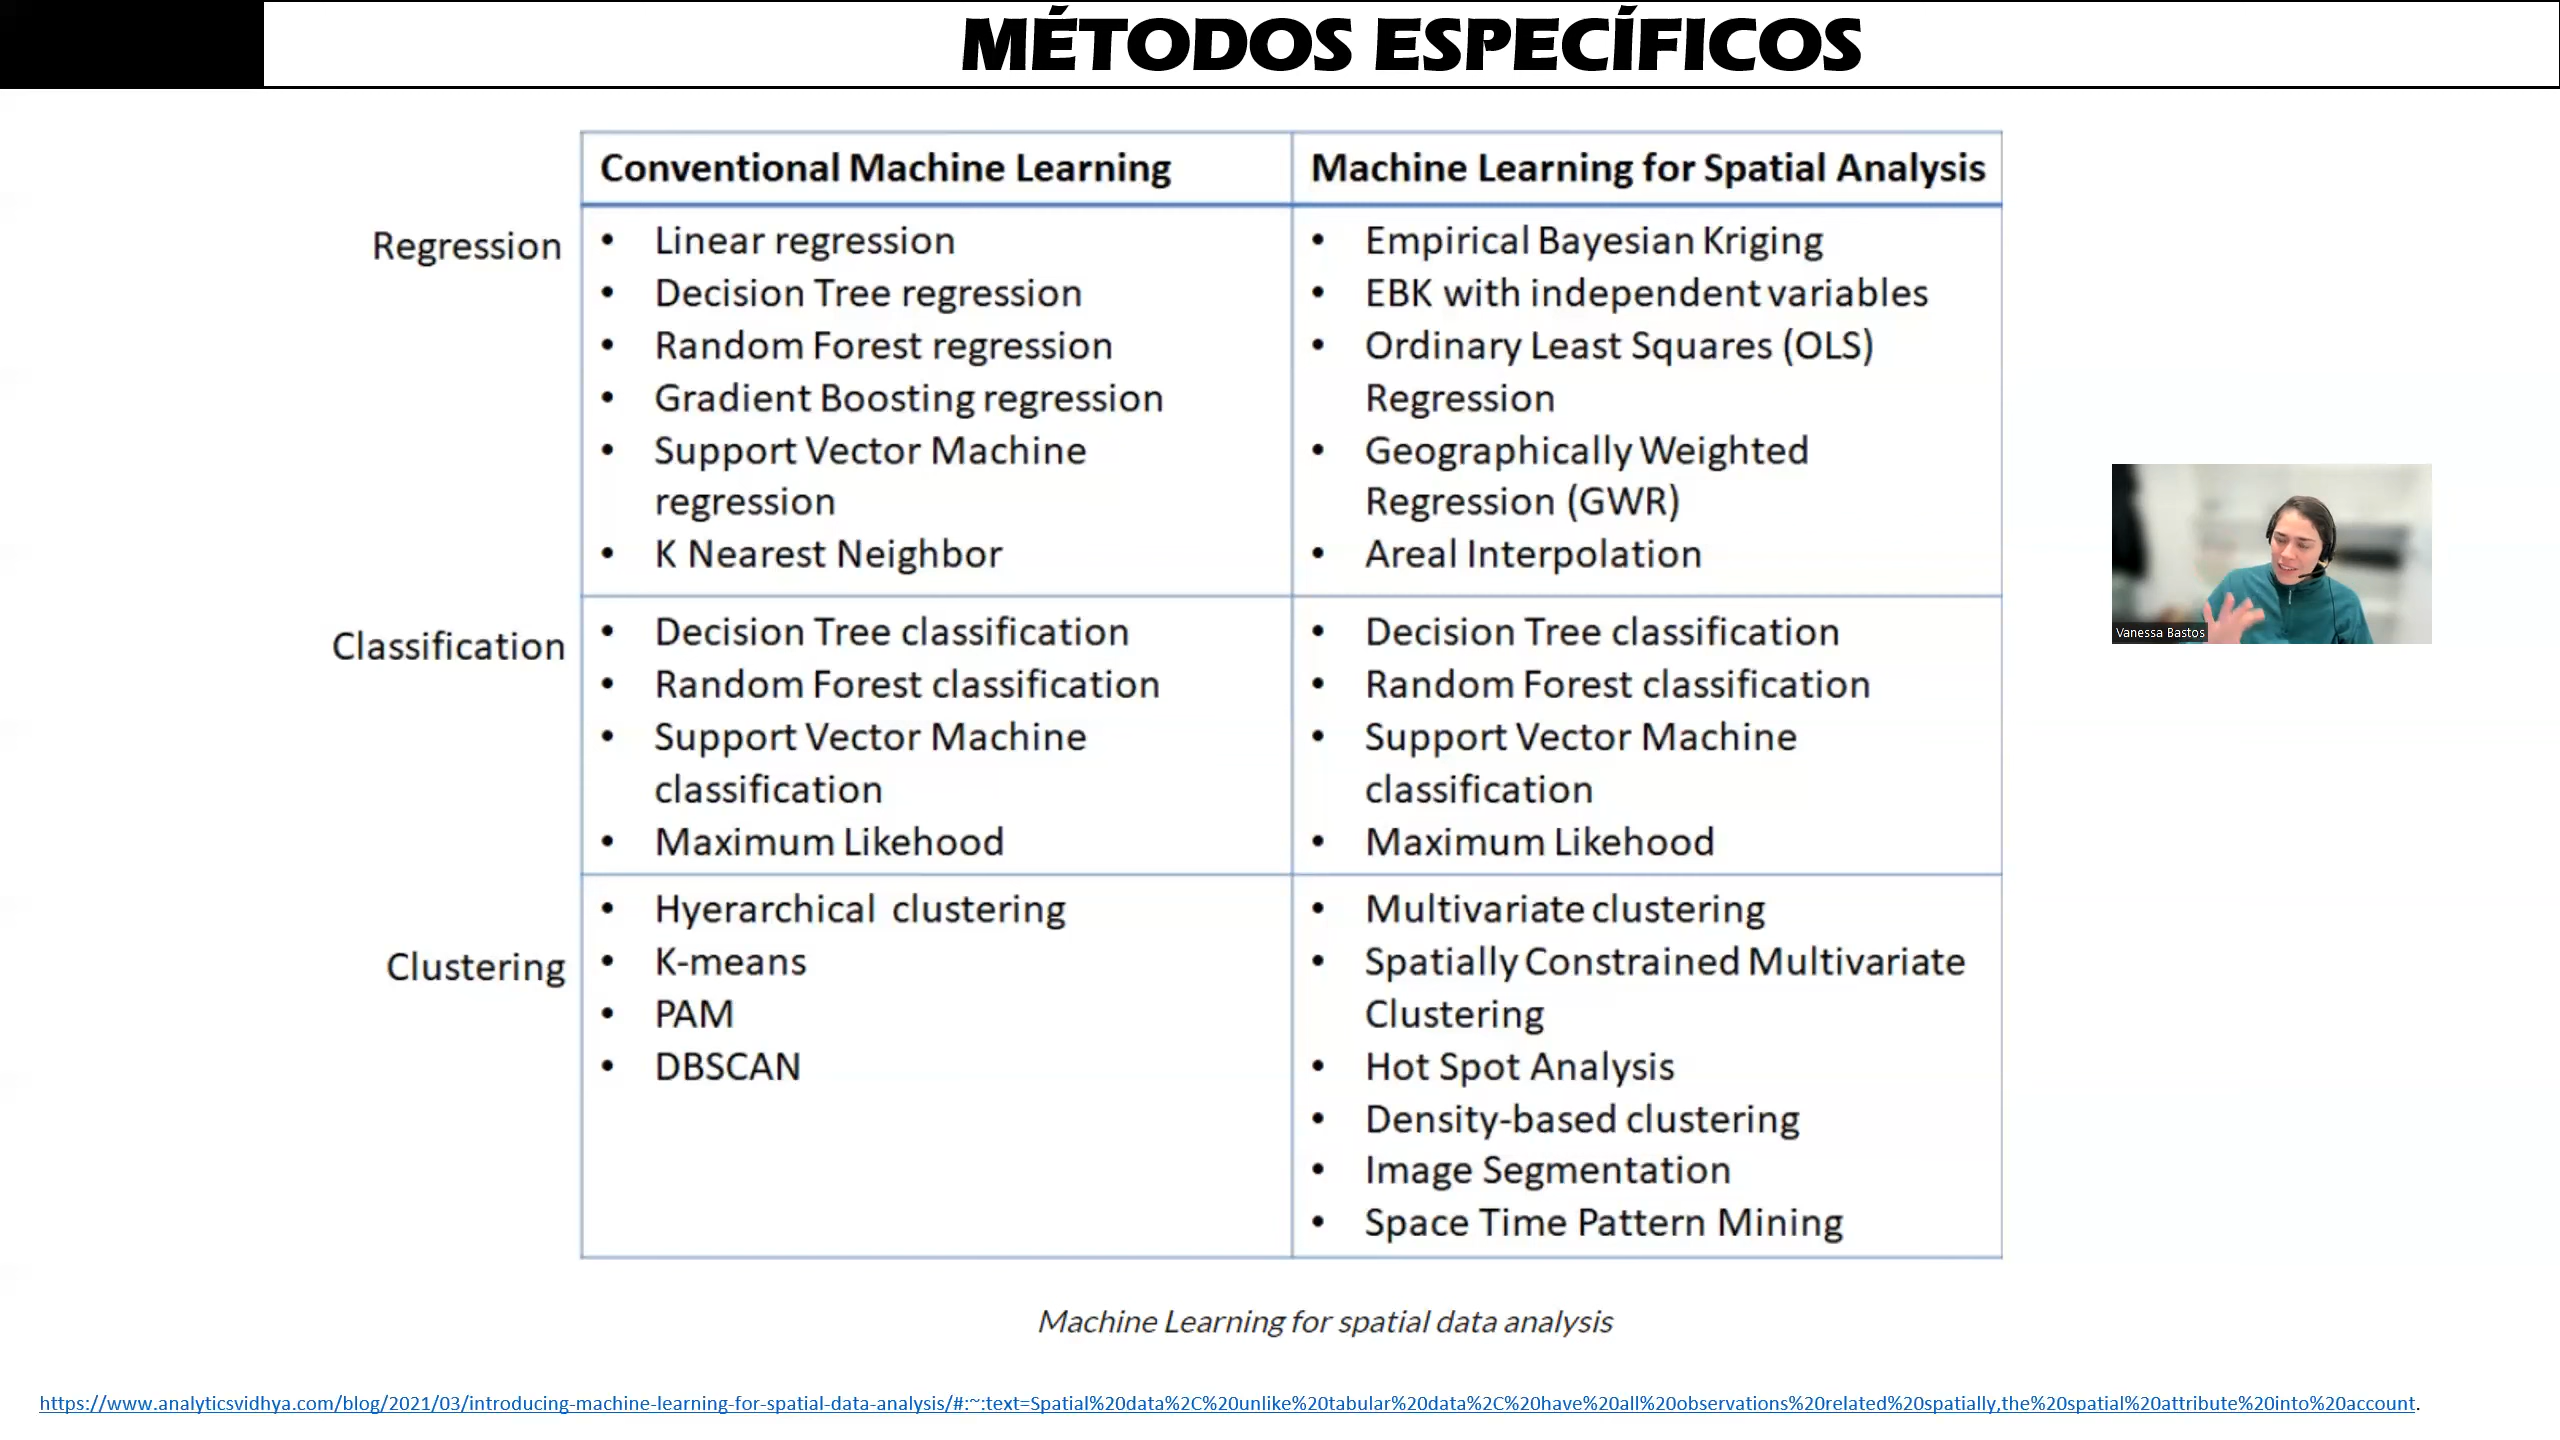 MÉTODOS ESPECÍFICOS
Conventional Machine Learning
Machine Learning for Spatial Analysis
Regression
• Linear regression
• Decision Tree regression
• Random Forest regression
• Gradient Boosting regression
• Support Vector Machine
regression
• K Nearest Neighbor
• Empirical Bayesian Kriging
• EBK with independent variables
• Ordinary Least Squares (OLS)
Regression
• Geographically Weighted
Regression (GWR)
• Areal Interpolation
Classification
• Decision Tree classification
• Random Forest classification
• Support Vector Machine
classification
• Maximum Likehood
• Decision Tree classification
• Random Forest classification
• Support Vector Machine
classification
• Maximum Likehood
Clustering
• Hyerarchical clustering
• K-means
• PAM
• DBSCAN
• Multivariate clustering
• Spatially Constrained Multivariate
Clustering
• Hot Spot Analysis
• Density-based clustering
• Image Segmentation
• Space Time Pattern Mining
Vanessa Bastos
Machine Learning for spatial data analysis
https://www.analyticsvidhya.com/blog/2021/03/introducing-machine-learning-for-spatial-data-analysis/#:~:text=Spatial%20data%2C%20unlike%20tabular%20data%2C%20have%20all%20observations%20related%20spatially,the%20spatial%20attribute%20into%20account.